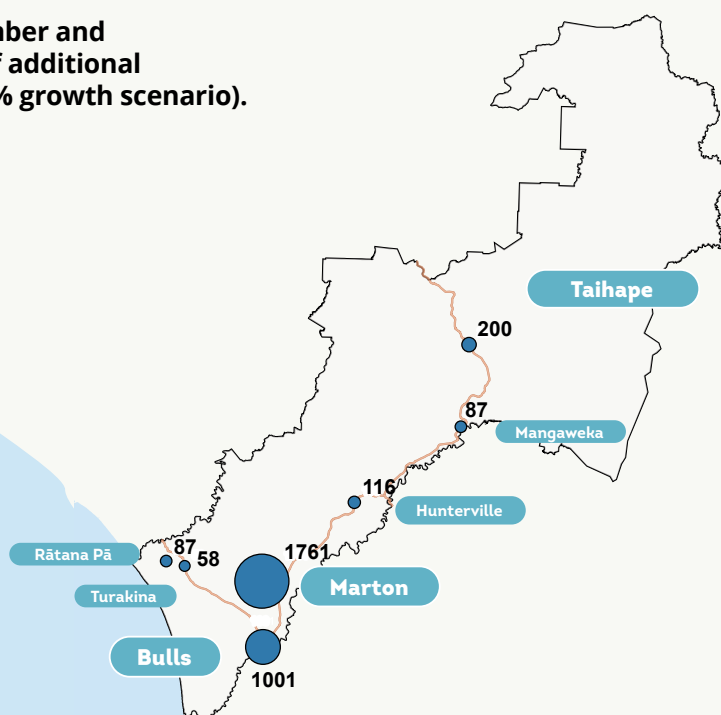 additional
growth scenario).
and
Taihape
200
87
Mangaweka
116
Hunterville
1761
87
58
Rātana Pā
Marton
Turakina
Bulls
1001